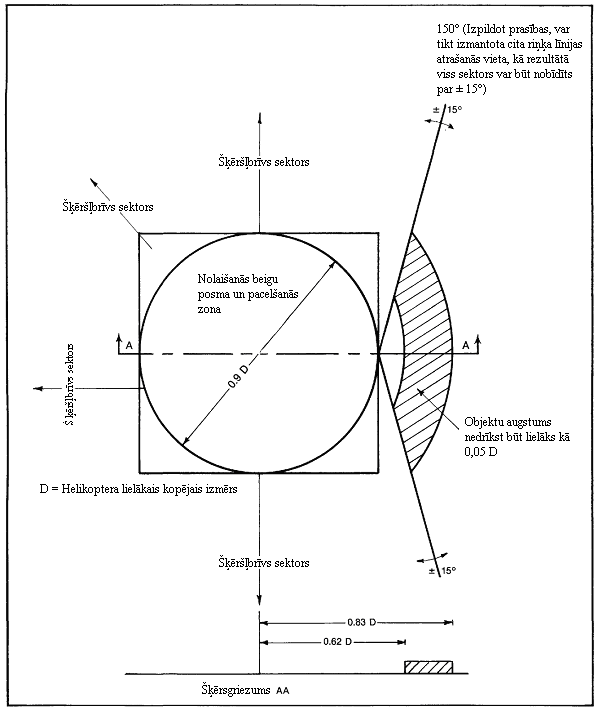 150° (Izpildot prasības, var
tikt izmantota cita riņķa līnijas
atrašanās vieta, kā rezultātā
viss sektors var būt nobīdīts
par ± 15°)
± 15°
Šķēršļbrīvs sektors
Šķēršļbrīvs sektors
Nolaišanās beigu
posma un pacelšanās
zona
A
A
0.9 D
Šķēršļbrīvs sektors
Objektu augstums
nedrīkst būt lielāks kā
0,05 D
D = Helikoptera lielākais kopējais izmērs
Šķēršļbrīvs sektors
± 15°
0.83 D
0.62 D
Šķērsgriezums AA